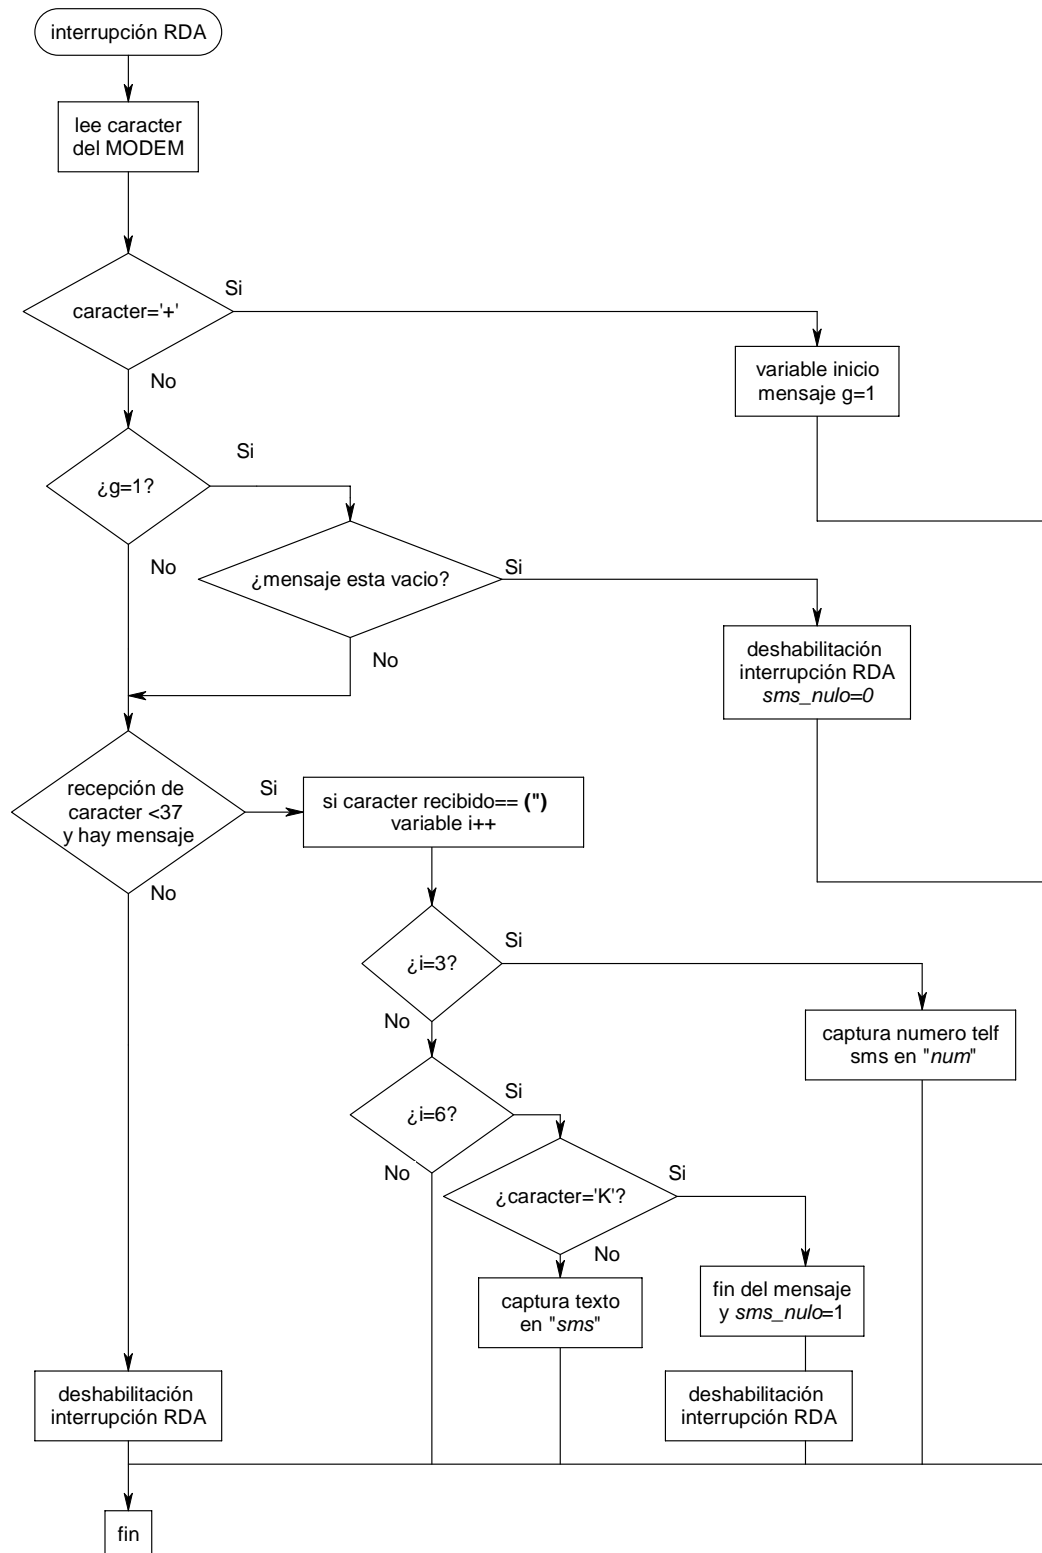 interrupción RDA
lee caracter
del MODEM
Si
caracter='+'
No
variable inicio
mensaje g=1
Si
¿g=1?
No
¿mensaje esta vacio?
Si
No
deshabilitación
interrupción RDA
sms_nulo=0
recepción de
caracter <37
y hay mensaje
Si
No
si caracter recibido== (")
variable i++
¿i=3?
Si
No
captura numero telf
sms en "num"
¿i=6?
Si
No
¿caracter='K'?
Si
No
captura texto
en "sms"
fin del mensaje
y sms_nulo=1
deshabilitación
interrupción RDA
deshabilitación
interrupción RDA
fin